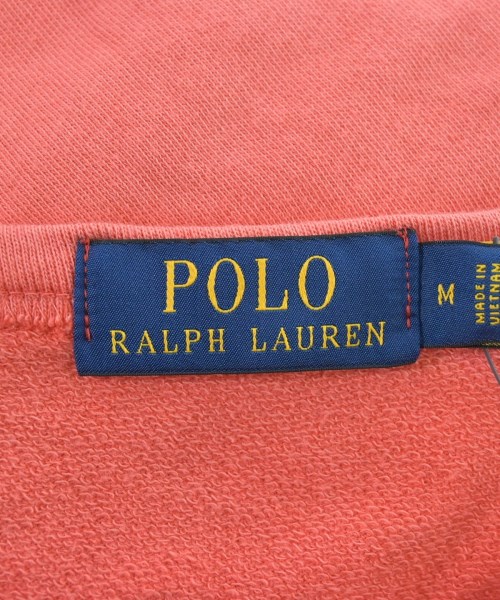 POLO
RALPH LAUREN
M
MADE IN
VIETNAM